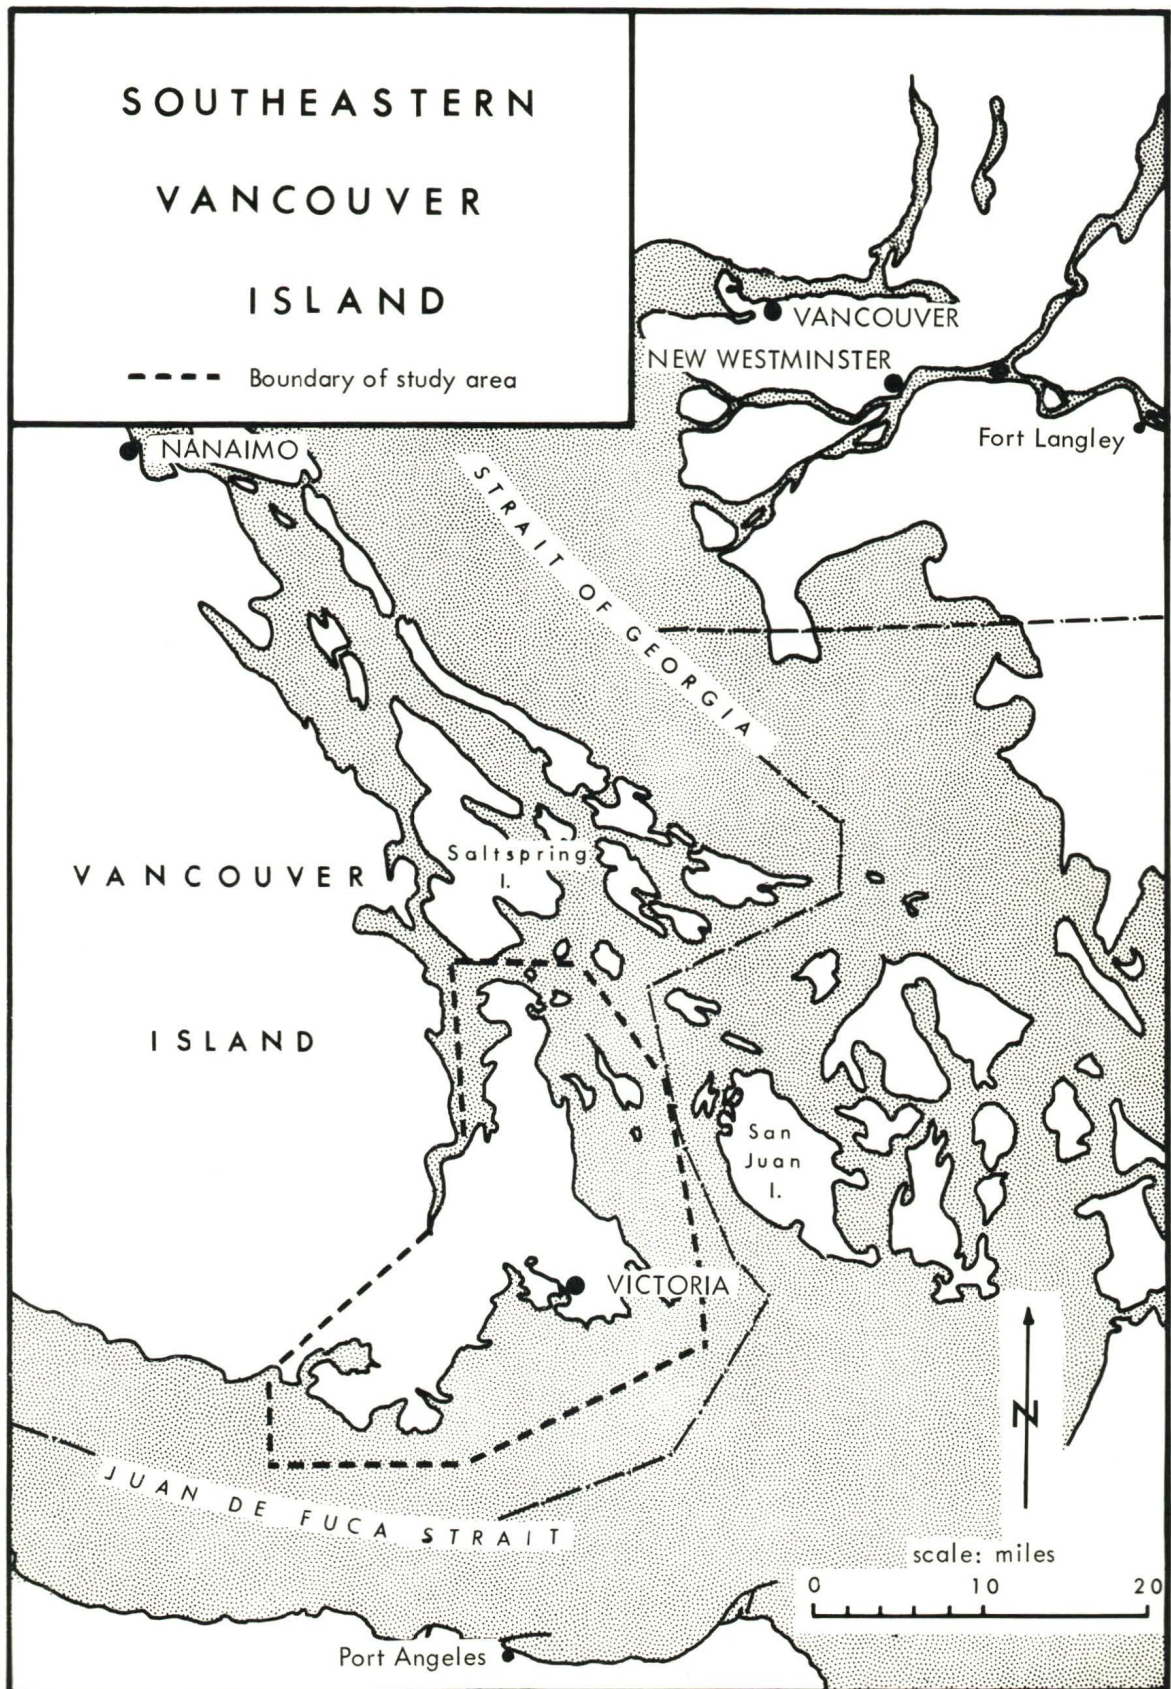 SOUTHEASTERN
VANCOUVER
ISLAND
Boundary of study area
VANCOUVER
NEW WESTMINSTER
Fort Langley
NANAIMO
STRAIT OF GEORGIA
Saltspring
I.
VANCOUVER
ISLAND
San
Juan
I.
VICTORIA
N
JUAN DE FUCA STRAIT
scale: miles
0 10 20
Port Angeles